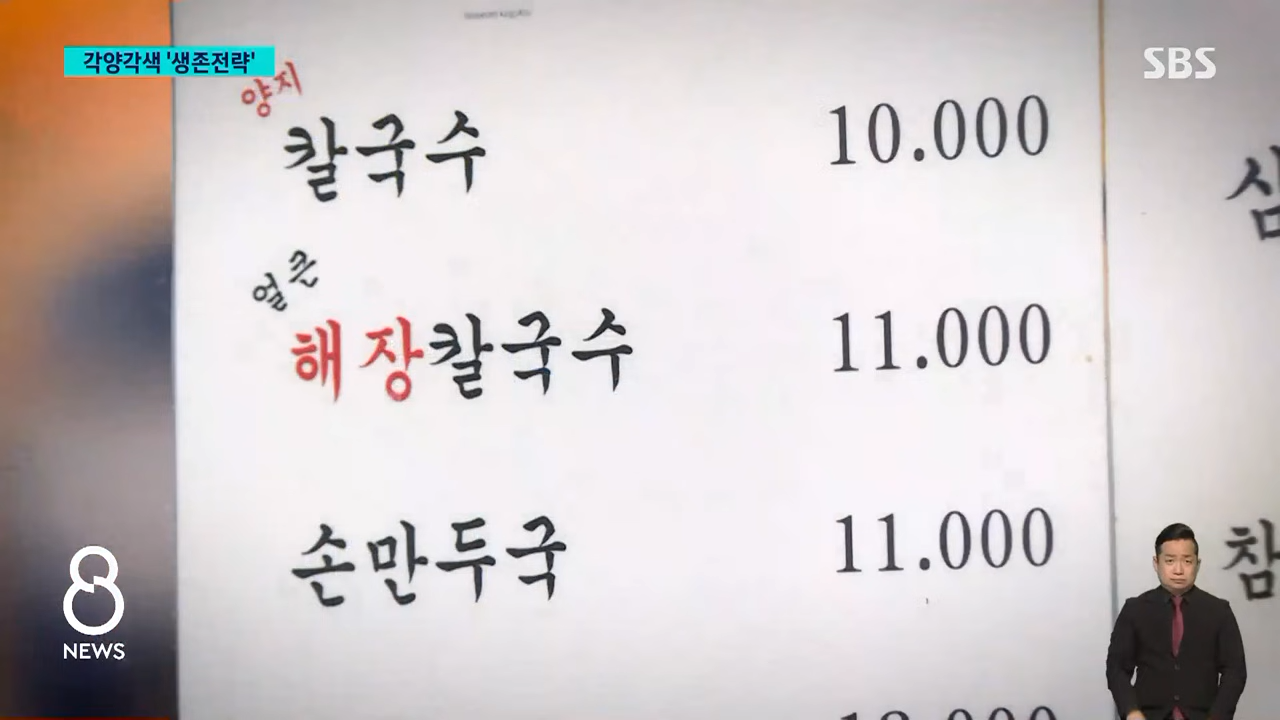 각양각색 '생존전략'
SBS
양지
칼국수 10.000
얼큰
해장칼국수 11.000
손만두국 11.000
참
8
NEWS